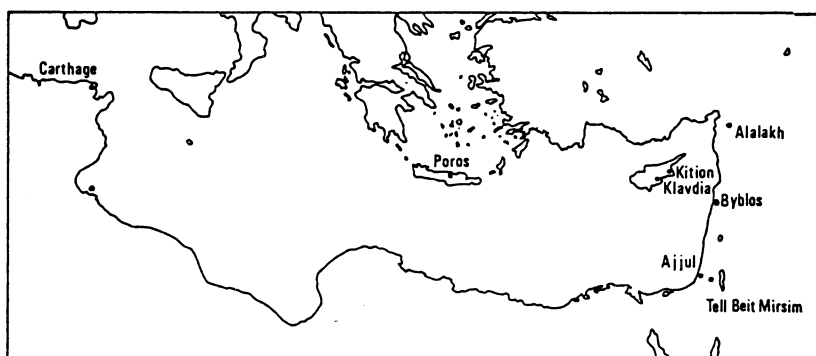 Carthage
Alalakh
Poros
Kition
Klavdia
Byblos
Ajjul
Tell Beit Mirsim